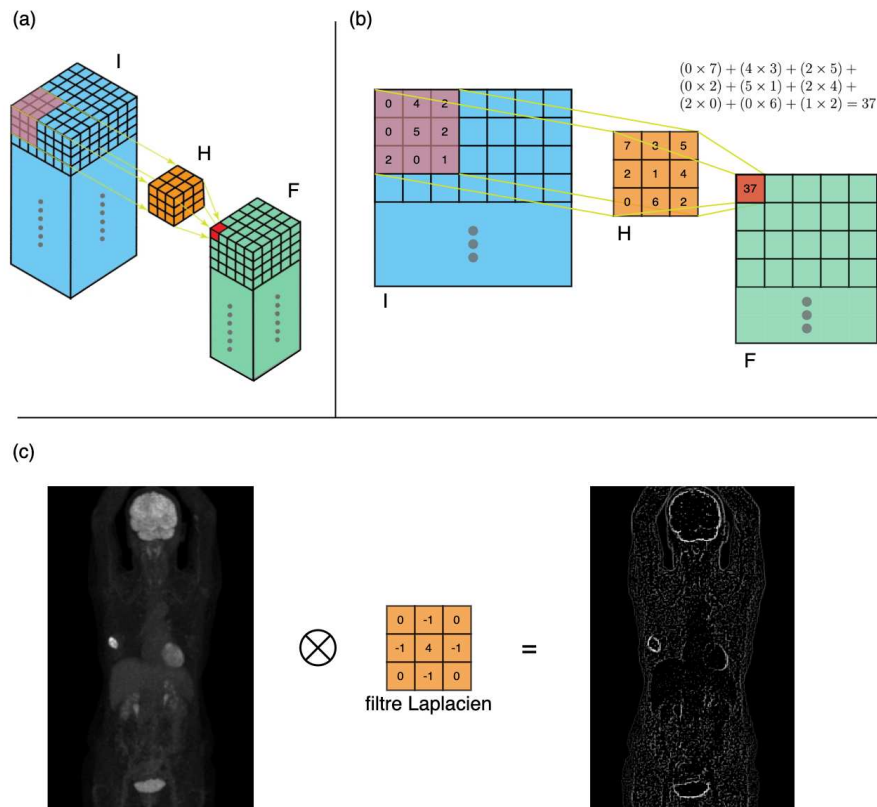 (a)
I
H
F
(b)
(0 × 7) + (4 × 3) + (2 × 5) +
(0 × 2) + (5 × 1) + (2 × 4) +
(2 × 0) + (0 × 6) + (1 × 2) = 37
0 4 2
0 5 2
2 0 1
I
7 3 5
2 1 4
0 6 2
H
37
F
(c)
0 -1 0
-1 4 -1
0 -1 0
=
filtre Laplacien